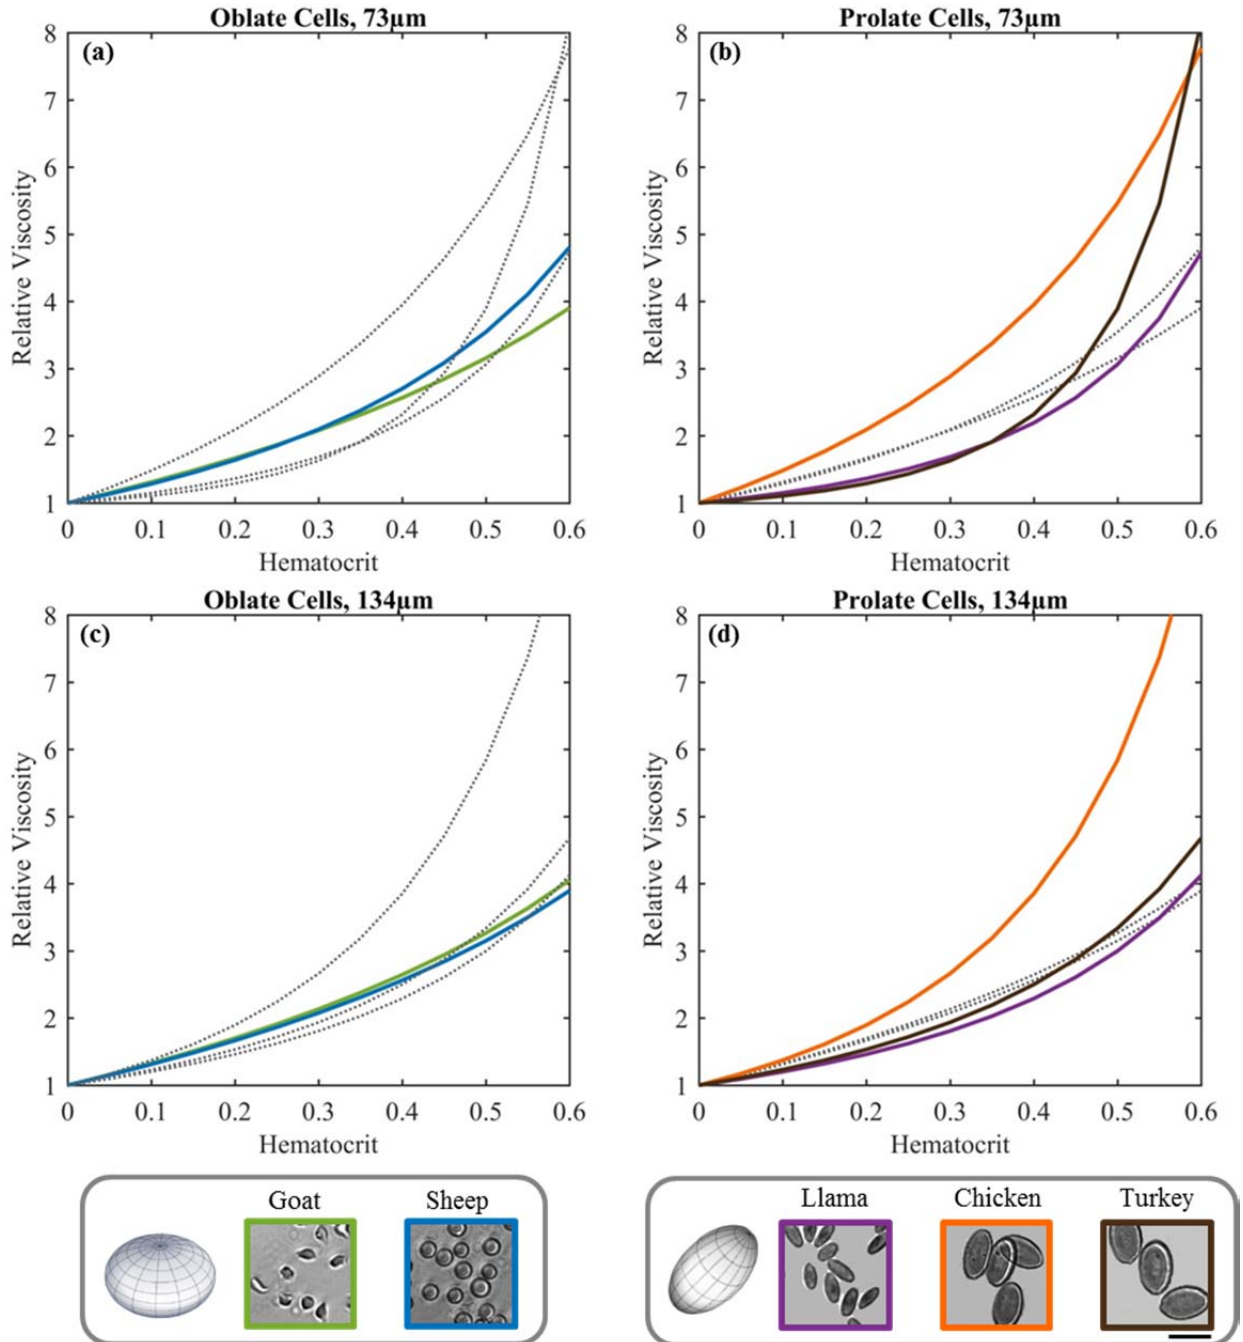 Oblate Cells, 73µm
(a)
8
7
6
5
4
3
2
1
Relative Viscosity
0 0.1 0.2 0.3 0.4 0.5 0.6
Hematocrit
Prolate Cells, 73µm
(b)
8
7
6
5
4
3
2
1
Relative Viscosity
0 0.1 0.2 0.3 0.4 0.5 0.6
Hematocrit
Oblate Cells, 134µm
(c)
8
7
6
5
4
3
2
1
Relative Viscosity
0 0.1 0.2 0.3 0.4 0.5 0.6
Hematocrit
Prolate Cells, 134µm
(d)
8
7
6
5
4
3
2
1
Relative Viscosity
0 0.1 0.2 0.3 0.4 0.5 0.6
Hematocrit
Goat Sheep
Llama Chicken Turkey